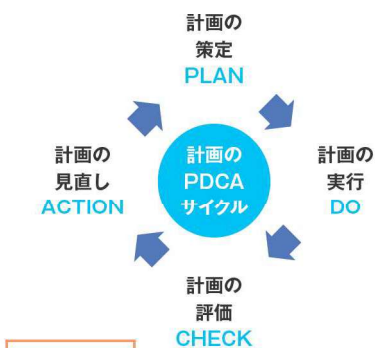 計画の
策定
PLAN
計画の
見直し
ACTION
計画の
PDCA
サイクル
計画の
実行
DO
計画の
評価
CHECK